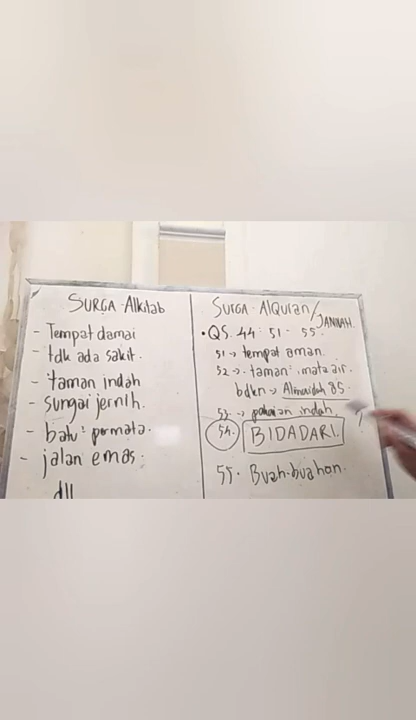 SURGA Alkitab
- Tempat damai
- tdk ada sakit.
- taman indah
- sungai jernih.
- batu² permata.
- jalan emas.
dll
SURGA Alquran/
JANNAH.
• QS. 44 : 51 - 55
51 → tempat aman.
52 → taman² mata air.
bdkn → Almaidah 85.
53 → pakaian indah
54. BIDADARI.
55. Buah-buahan.